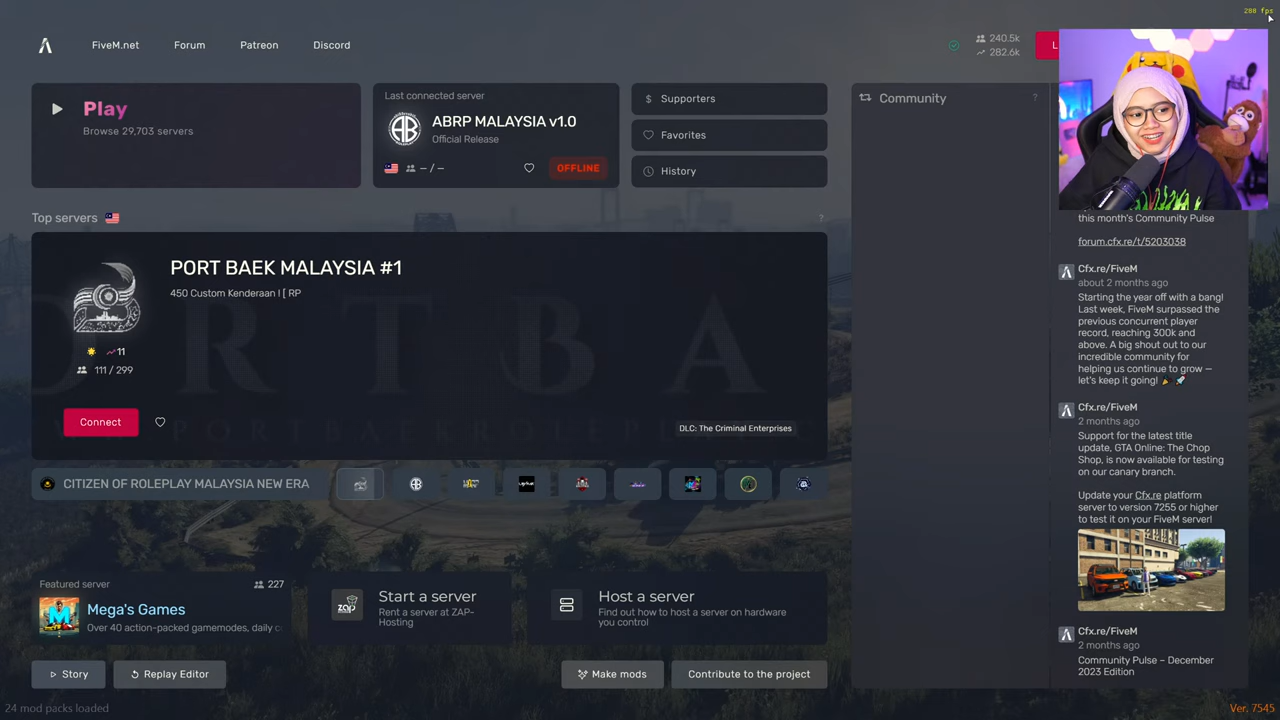 288 fps
FiveM.net
Forum
Patreon
Discord
240.5k
282.6k
L
Play
Browse 29,703 servers
Last connected server
ABRP MALAYSIA v1.0
Official Release
– / –
OFFLINE
$ Supporters
Favorites
History
Community
?
Top servers
?
PORT BAEK MALAYSIA #1
450 Custom Kenderaan ! [ RP
11
111 / 299
Connect
DLC: The Criminal Enterprises
CITIZEN OF ROLEPLAY MALAYSIA NEW ERA
Featured server
227
Mega's Games
Over 40 action-packed gamemodes, daily c
ZAP
Start a server
Rent a server at ZAP-
Hosting
Host a server
Find out how to host a server on hardware
you control
Story
Replay Editor
Make mods
Contribute to the project
24 mod packs loaded
Ver. 7545
this month's Community Pulse
forum.cfx.re/t/5203038
Cfx.re/FiveM
about 2 months ago
Starting the year off with a bang!
Last week, FiveM surpassed the
previous concurrent player
record, reaching 300k and
above. A big shout out to our
incredible community for
helping us continue to grow —
let's keep it going!
Cfx.re/FiveM
2 months ago
Support for the latest title
update, GTA Online: The Chop
Shop, is now available for testing
on our canary branch.
Update your Cfx.re platform
server to version 7255 or higher
to test it on your FiveM server!
Cfx.re/FiveM
2 months ago
Community Pulse – December
2023 Edition